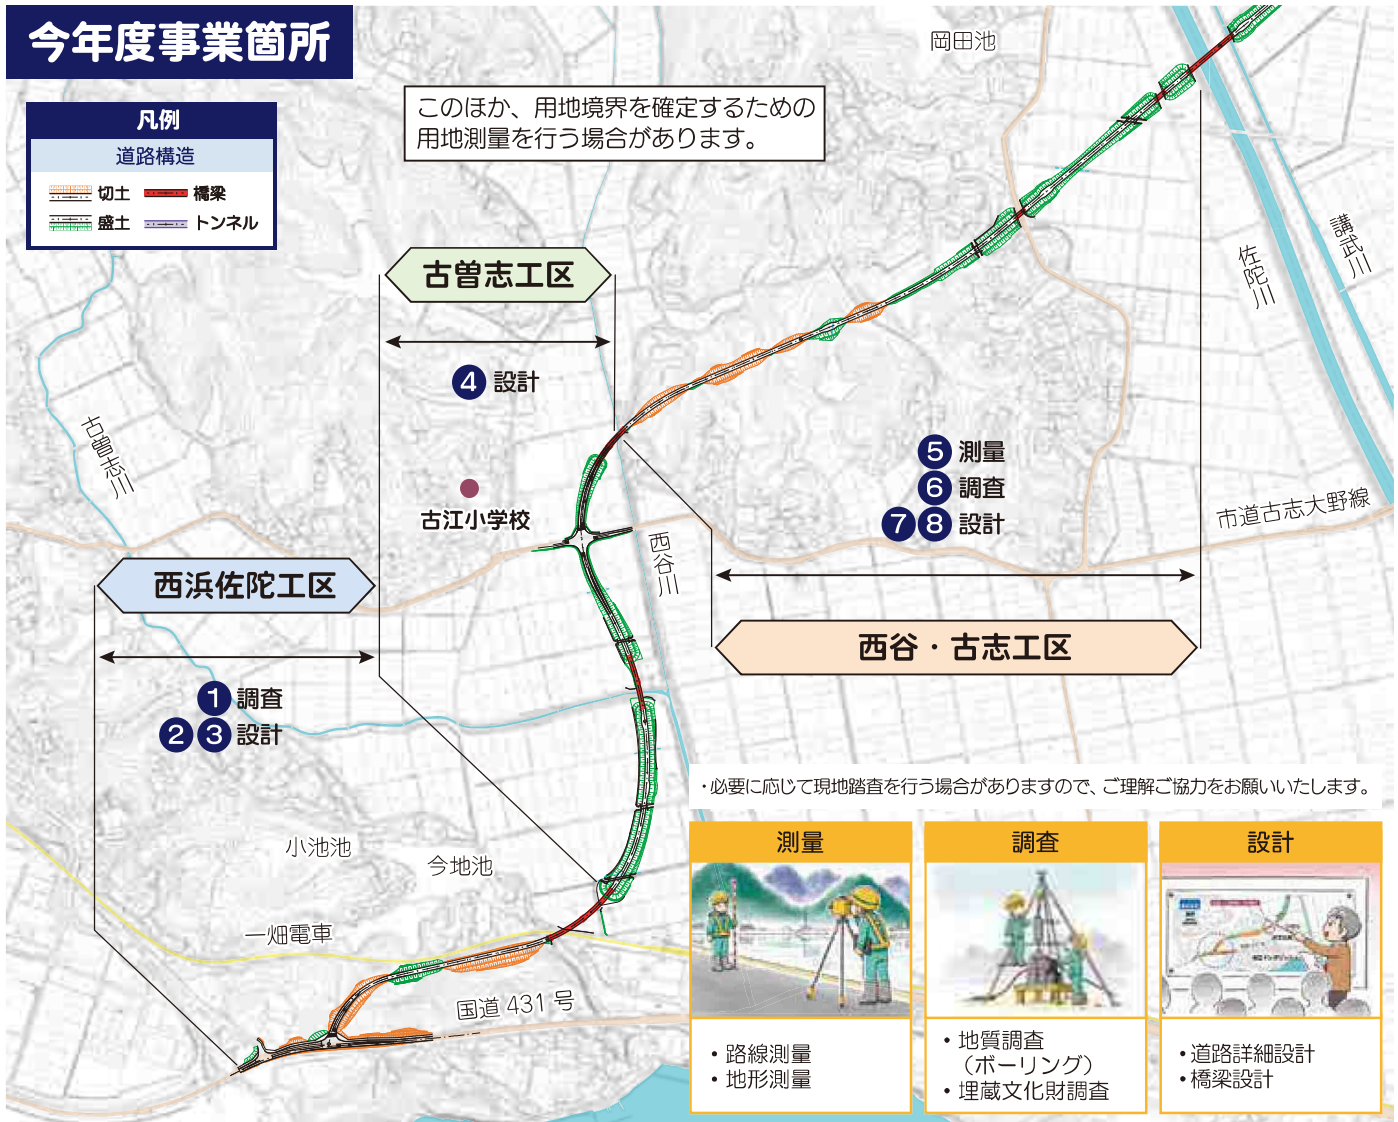 今年度事業箇所
凡例
道路構造
切土
橋梁
盛土
トンネル
このほか、用地境界を確定するための
用地測量を行う場合があります。
岡田池
講武川
佐陀川
古曽志工区
4 設計
古曽志川
古江小学校
5 測量
6 調査
7 8 設計
市道古志大野線
西谷川
西浜佐陀工区
西谷・古志工区
1 調査
2 3 設計
・必要に応じて現地踏査を行う場合がありますので、ご理解ご協力をお願いいたします。
小池池
今地池
一畑電車
国道 431 号
測量
・路線測量
・地形測量
調査
・地質調査
（ボーリング）
・埋蔵文化財調査
設計
・道路詳細設計
・橋梁設計